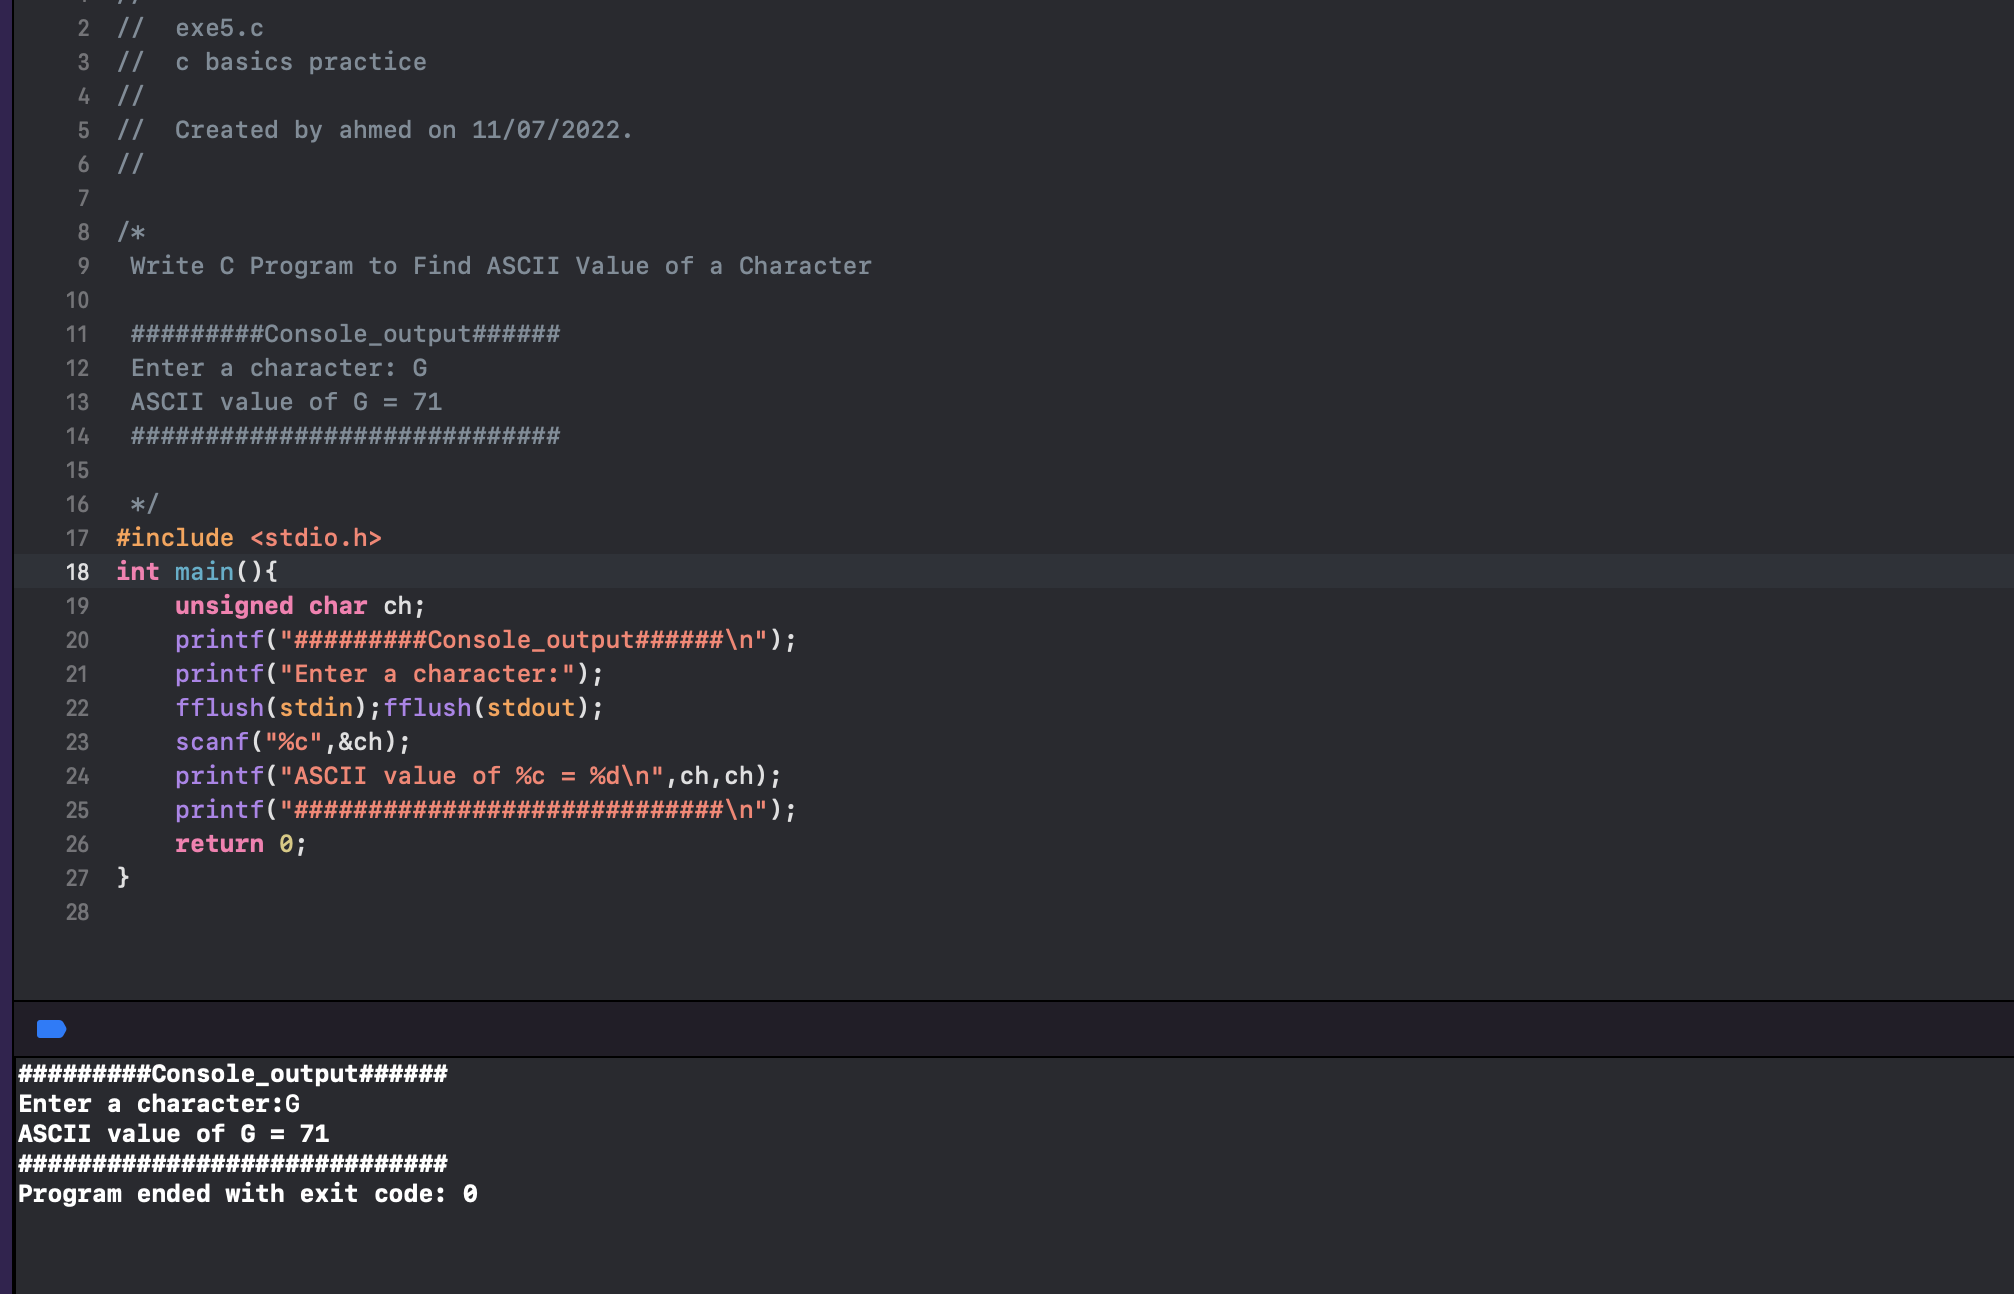 //
2 //  exe5.c
3 //  c basics practice
4 //
5 //  Created by ahmed on 11/07/2022.
6 //
7
8 /*
9  Write C Program to Find ASCII Value of a Character
10
11  #########Console_output######
12  Enter a character: G
13  ASCII value of G = 71
14  #############################
15
16  */
17 #include <stdio.h>
18 int main(){
19     unsigned char ch;
20     printf("#########Console_output######\n");
21     printf("Enter a character:");
22     fflush(stdin);fflush(stdout);
23     scanf("%c",&ch);
24     printf("ASCII value of %c = %d\n",ch,ch);
25     printf("#############################\n");
26     return 0;
27 }
28
#########Console_output######
Enter a character:G
ASCII value of G = 71
#############################
Program ended with exit code: 0